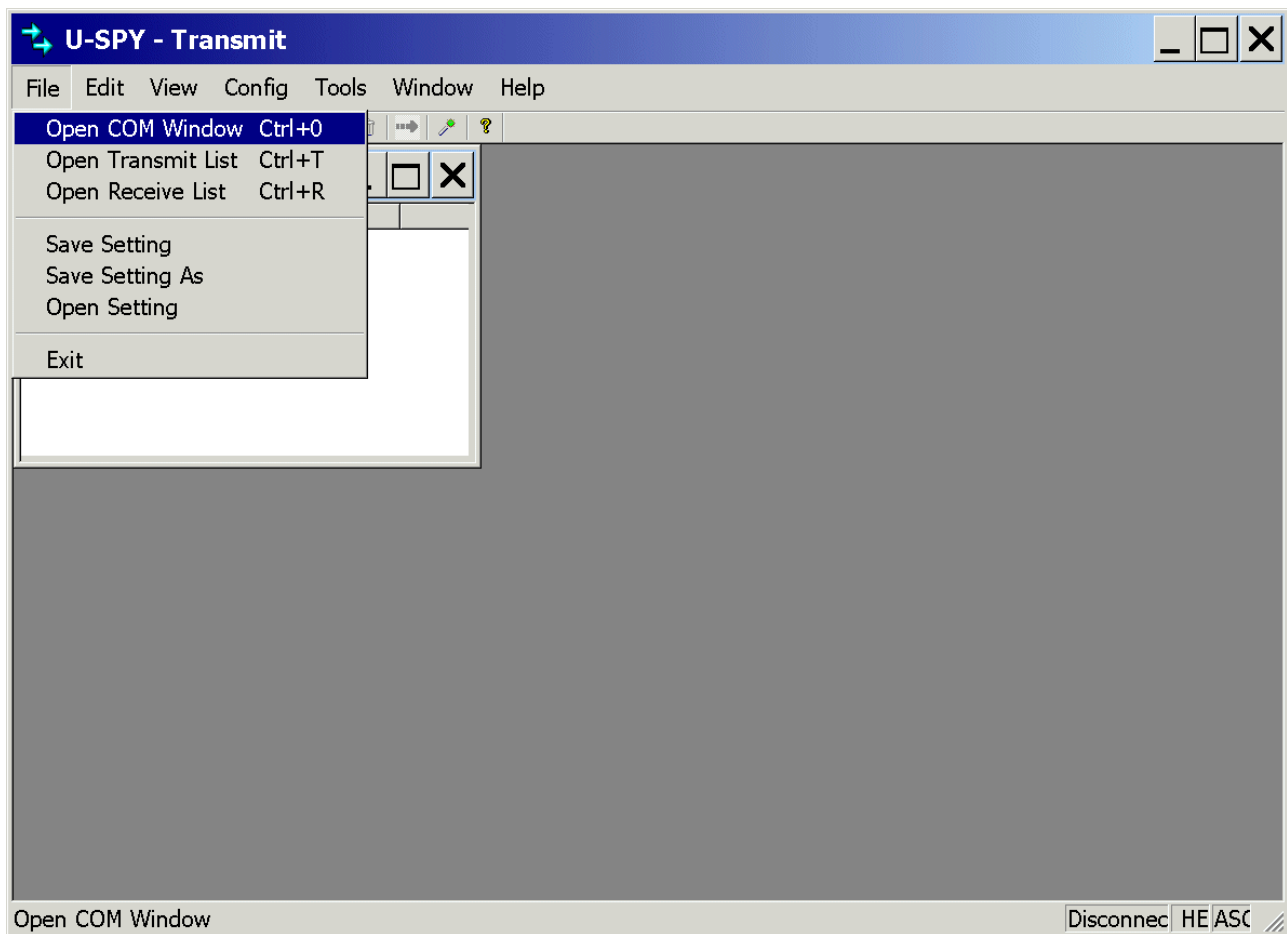 U-SPY - Transmit
File Edit View Config Tools Window Help
Open COM Window Ctrl+0
Open Transmit List Ctrl+T
Open Receive List Ctrl+R
Save Setting
Save Setting As
Open Setting
Exit
Open COM Window
Disconnec HE ASC